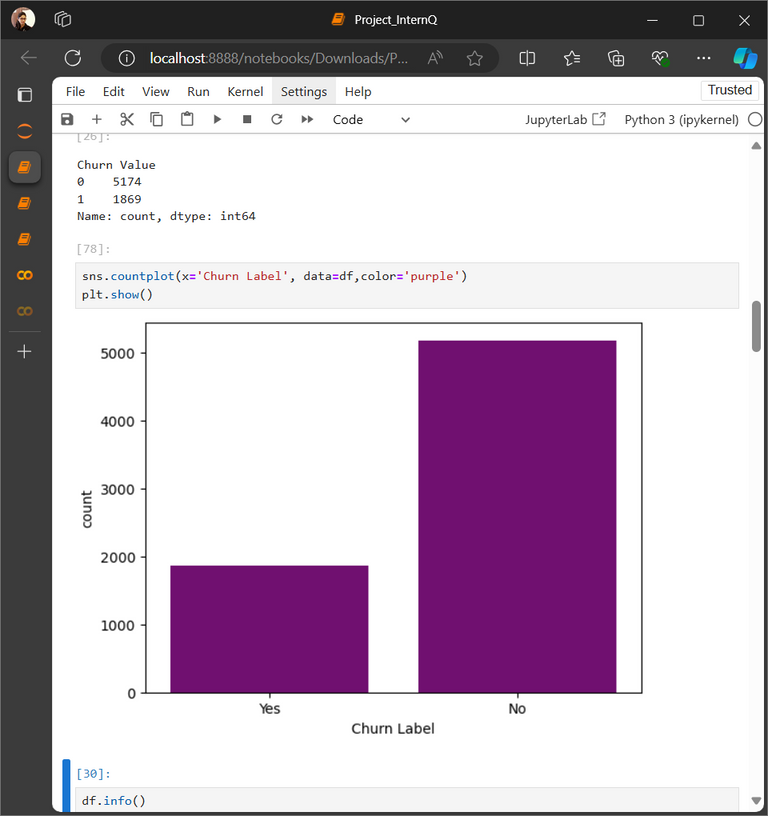 Project_InternQ
localhost:8888/notebooks/Downloads/P...
File Edit View Run Kernel Settings Help
Trusted
Code
JupyterLab
Python 3 (ipykernel)
[26]:
Churn Value
0    5174
1    1869
Name: count, dtype: int64
[78]:
sns.countplot(x='Churn Label', data=df,color='purple')
plt.show()
5000
4000
3000
2000
1000
0
count
Yes
No
Churn Label
[30]:
df.info()